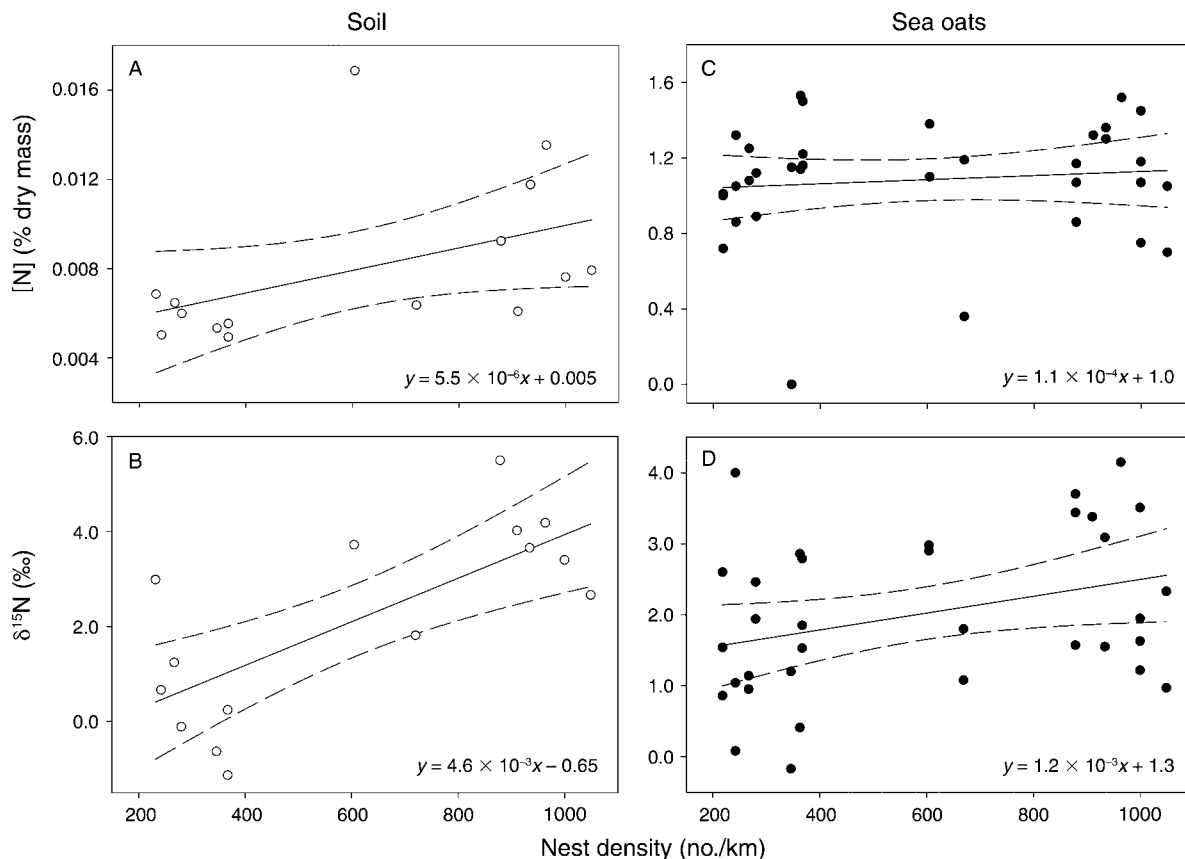 Soil
Sea oats
A
C
0.016
0.012
0.008
0.004
[N] (% dry mass)
y = 5.5 × 10⁻⁶x + 0.005
1.6
1.2
0.8
0.4
0.0
y = 1.1 × 10⁻⁴x + 1.0
B
D
6.0
4.0
2.0
0.0
δ¹⁵N (‰)
y = 4.6 × 10⁻³x – 0.65
4.0
3.0
2.0
1.0
0.0
y = 1.2 × 10⁻³x + 1.3
200 400 600 800 1000
200 400 600 800 1000
Nest density (no./km)